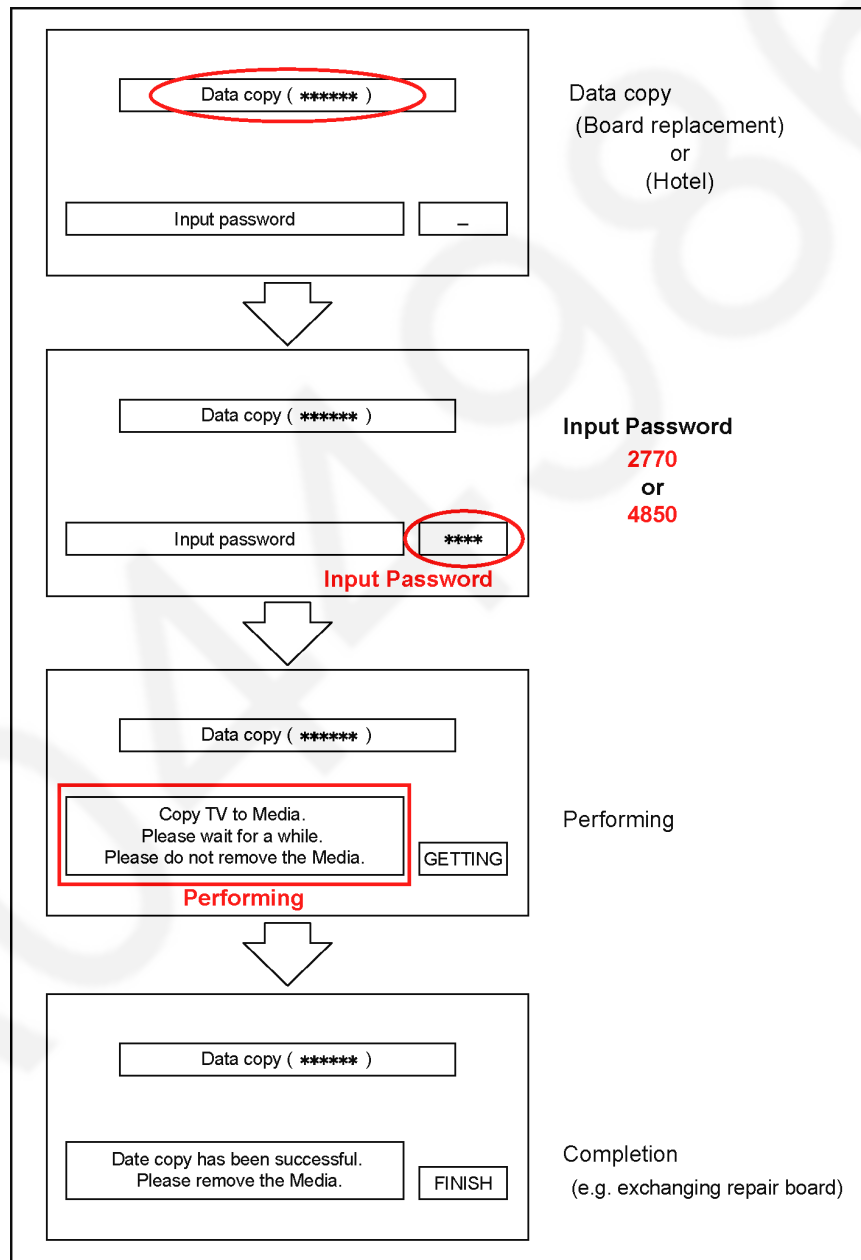 Data copy ( ****** )
Data copy
(Board replacement)
or
(Hotel)
Input password
_
Data copy ( ****** )
Input Password
2770
or
4850
Input password
****
Input Password
Data copy ( ****** )
Copy TV to Media.
Please wait for a while.
Please do not remove the Media.
GETTING
Performing
Performing
Data copy ( ****** )
Date copy has been successful.
Please remove the Media.
FINISH
Completion
(e.g. exchanging repair board)